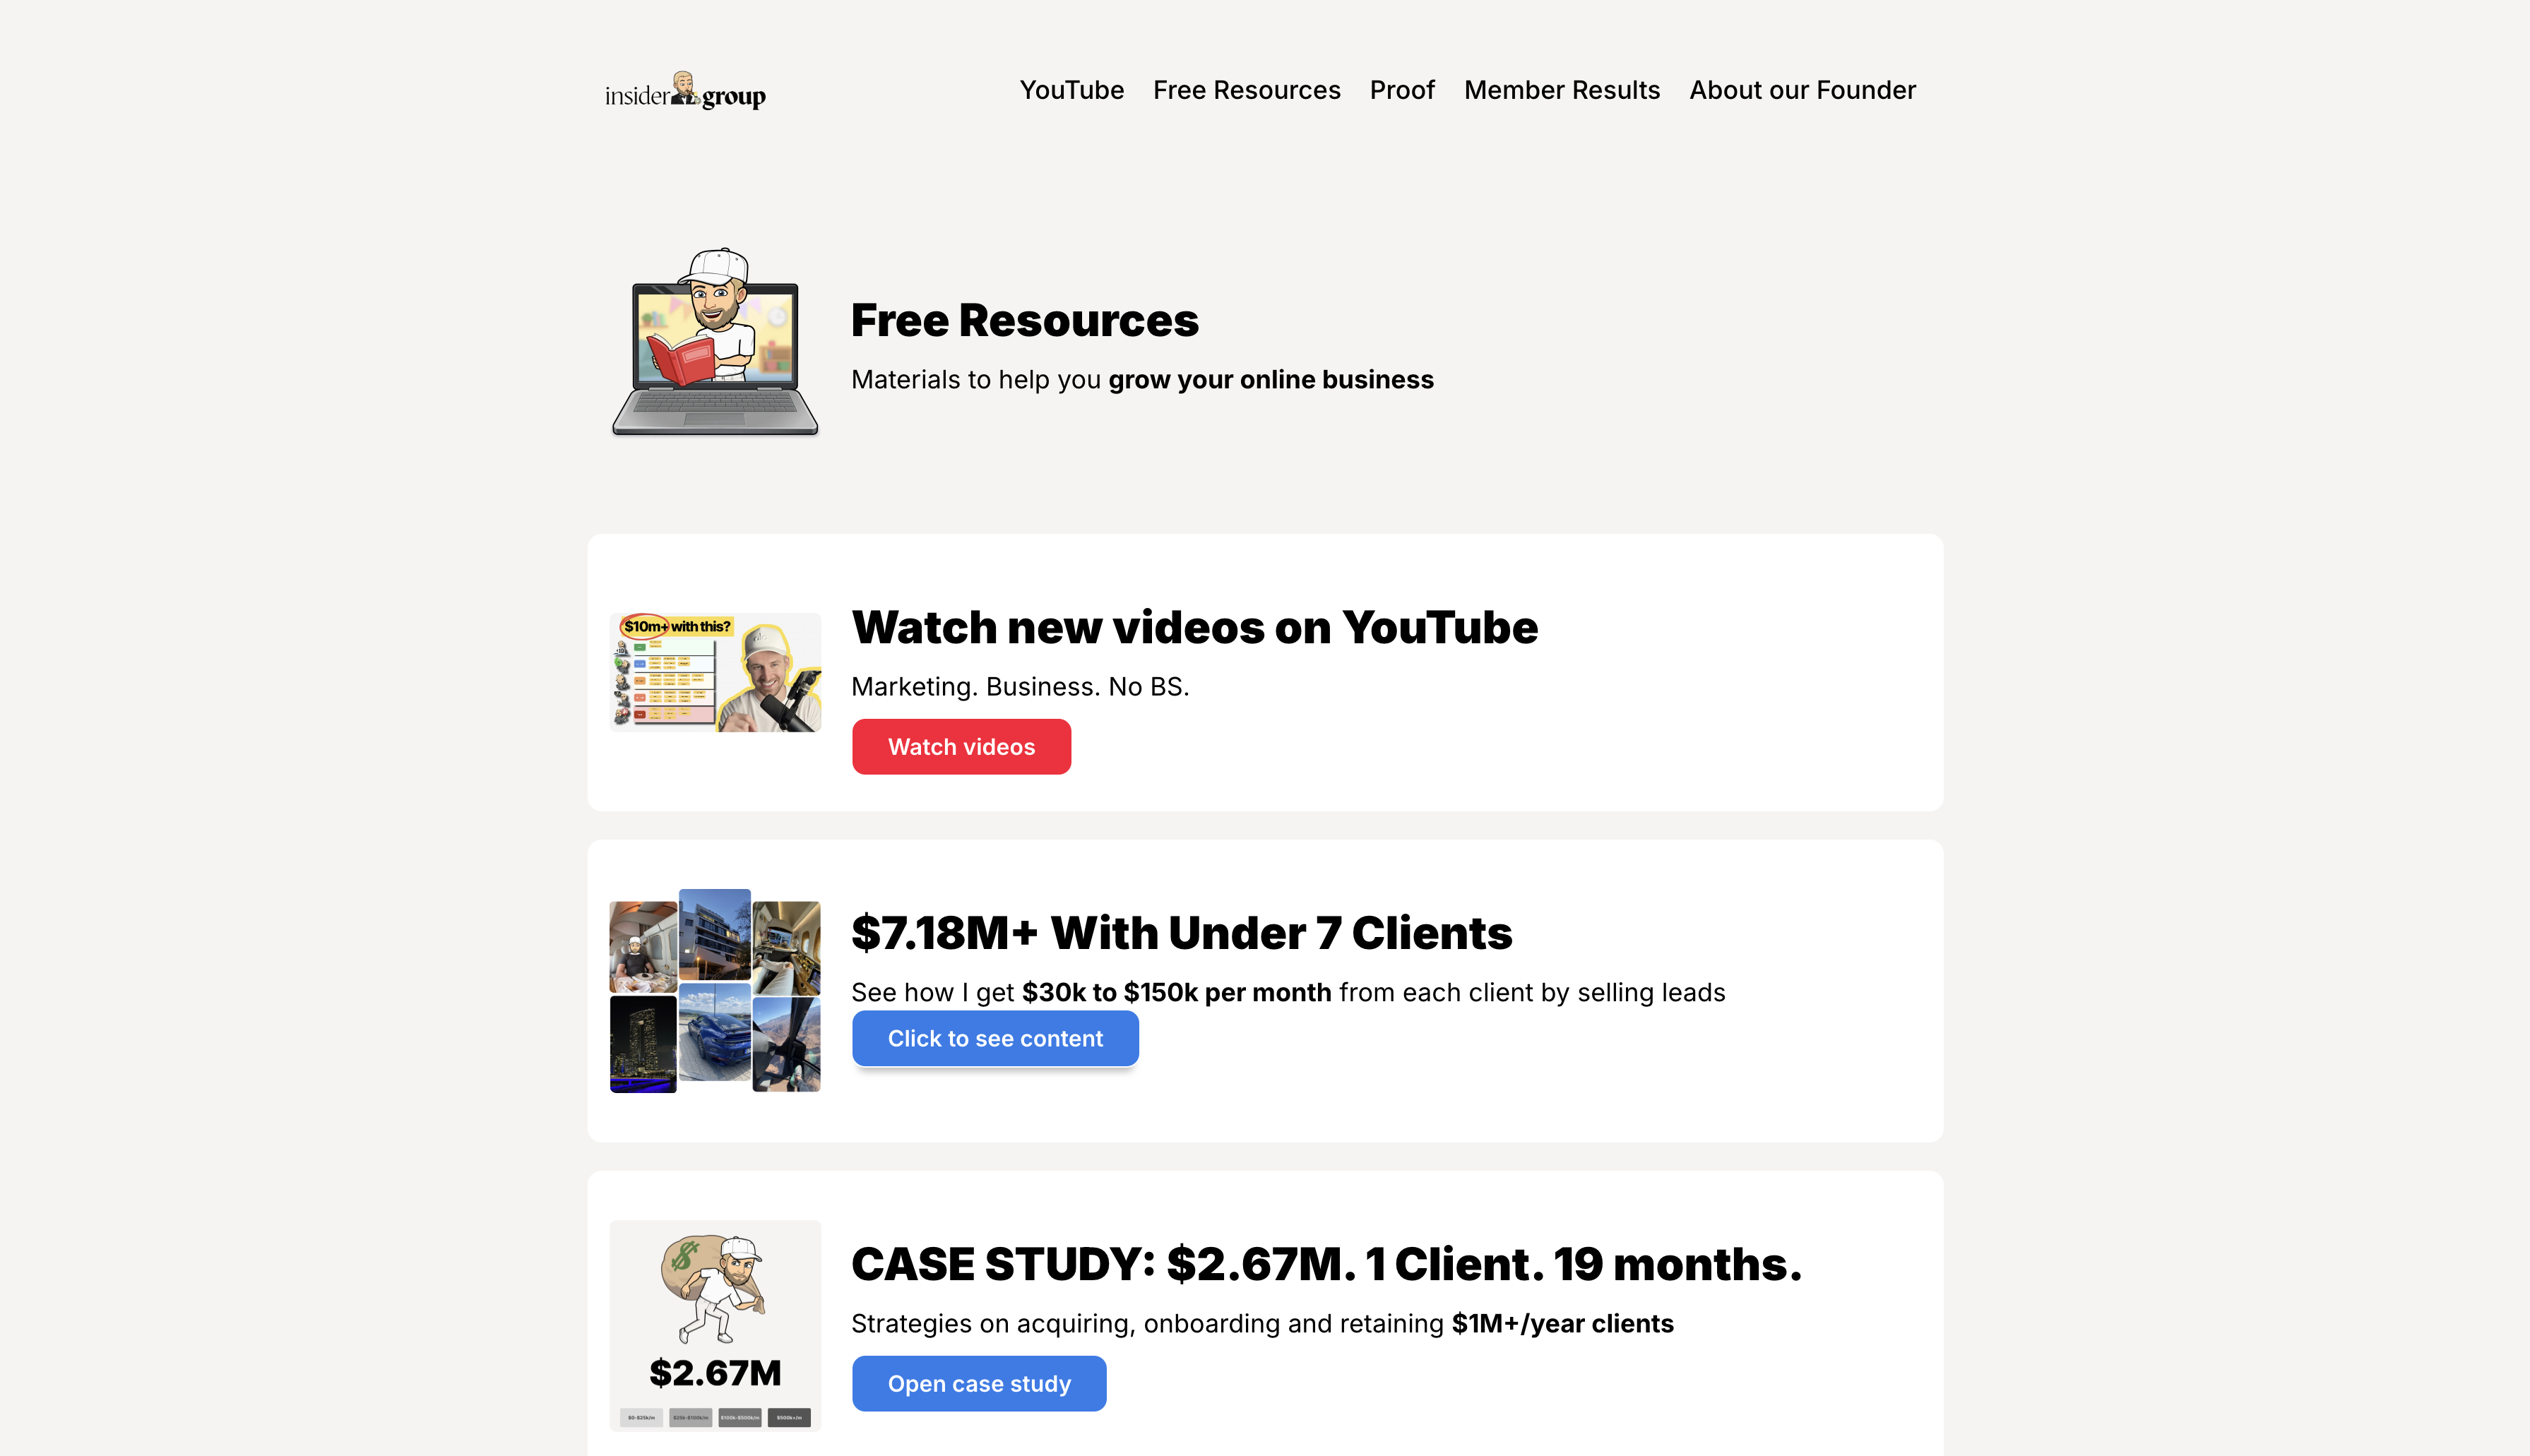 insider group
YouTube
Free Resources
Proof
Member Results
About our Founder
Free Resources
Materials to help you grow your online business
$10m+ with this?
Watch new videos on YouTube
Marketing. Business. No BS.
Watch videos
$7.18M+ With Under 7 Clients
See how I get $30k to $150k per month from each client by selling leads
Click to see content
CASE STUDY: $2.67M. 1 Client. 19 months.
Strategies on acquiring, onboarding and retaining $1M+/year clients
$2.67M
Open case study